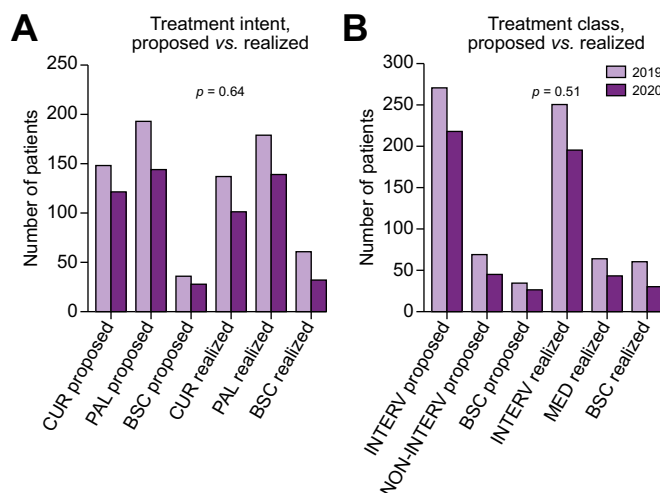 A
Treatment intent,
proposed vs. realized
p = 0.64
Number of patients
250
200
150
100
50
0
CUR proposed
PAL proposed
BSC proposed
CUR realized
PAL realized
BSC realized
B
Treatment class,
proposed vs. realized
2019
2020
p = 0.51
Number of patients
300
250
200
150
100
50
0
INTERV proposed
NON-INTERV proposed
BSC proposed
INTERV realized
MED realized
BSC realized